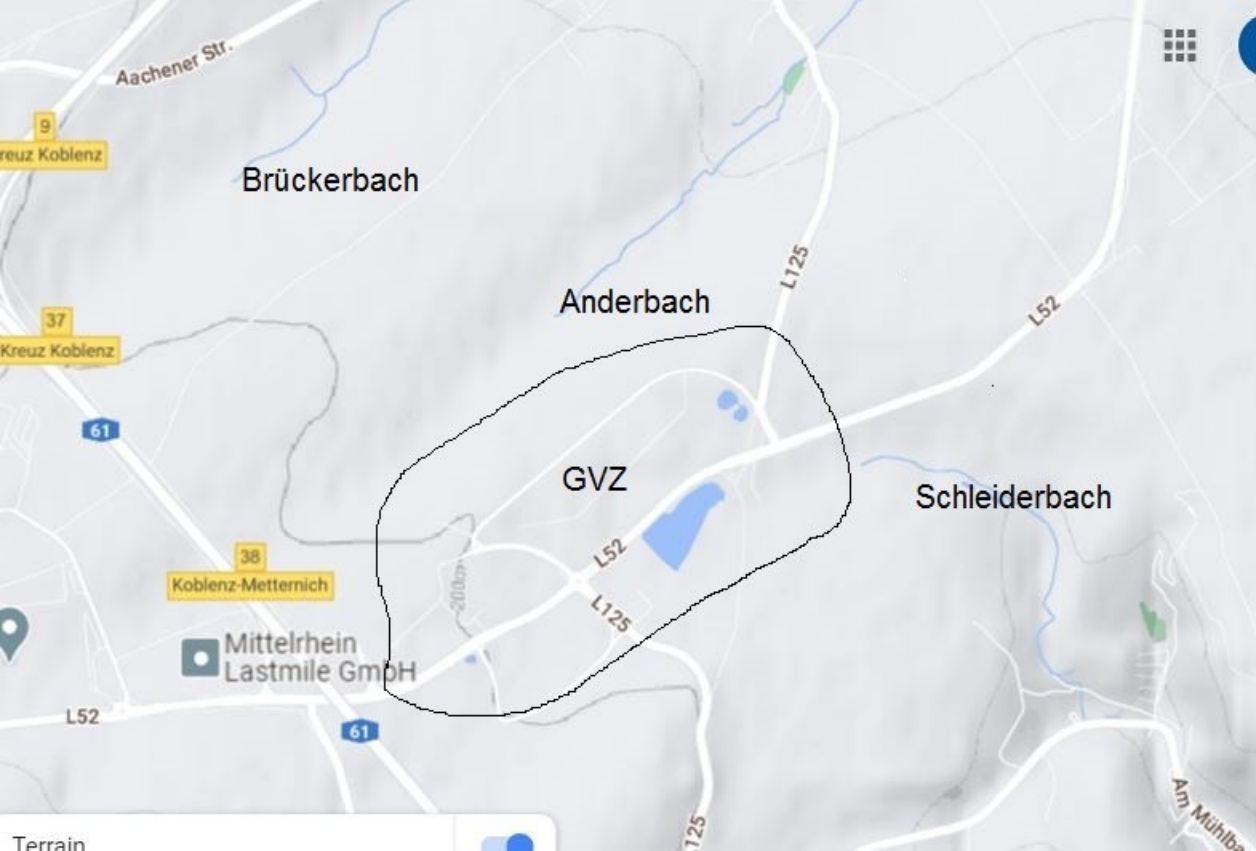 Aachener Str.
9
reuz Koblenz
Brückerbach
L125
Anderbach
L52
37
Kreuz Koblenz
61
GVZ
Schleiderbach
L52
38
Koblenz-Metternich
200m
L125
Mittelrhein
Lastmile GmbH
L52
61
Am Mühlba
125
Terrain